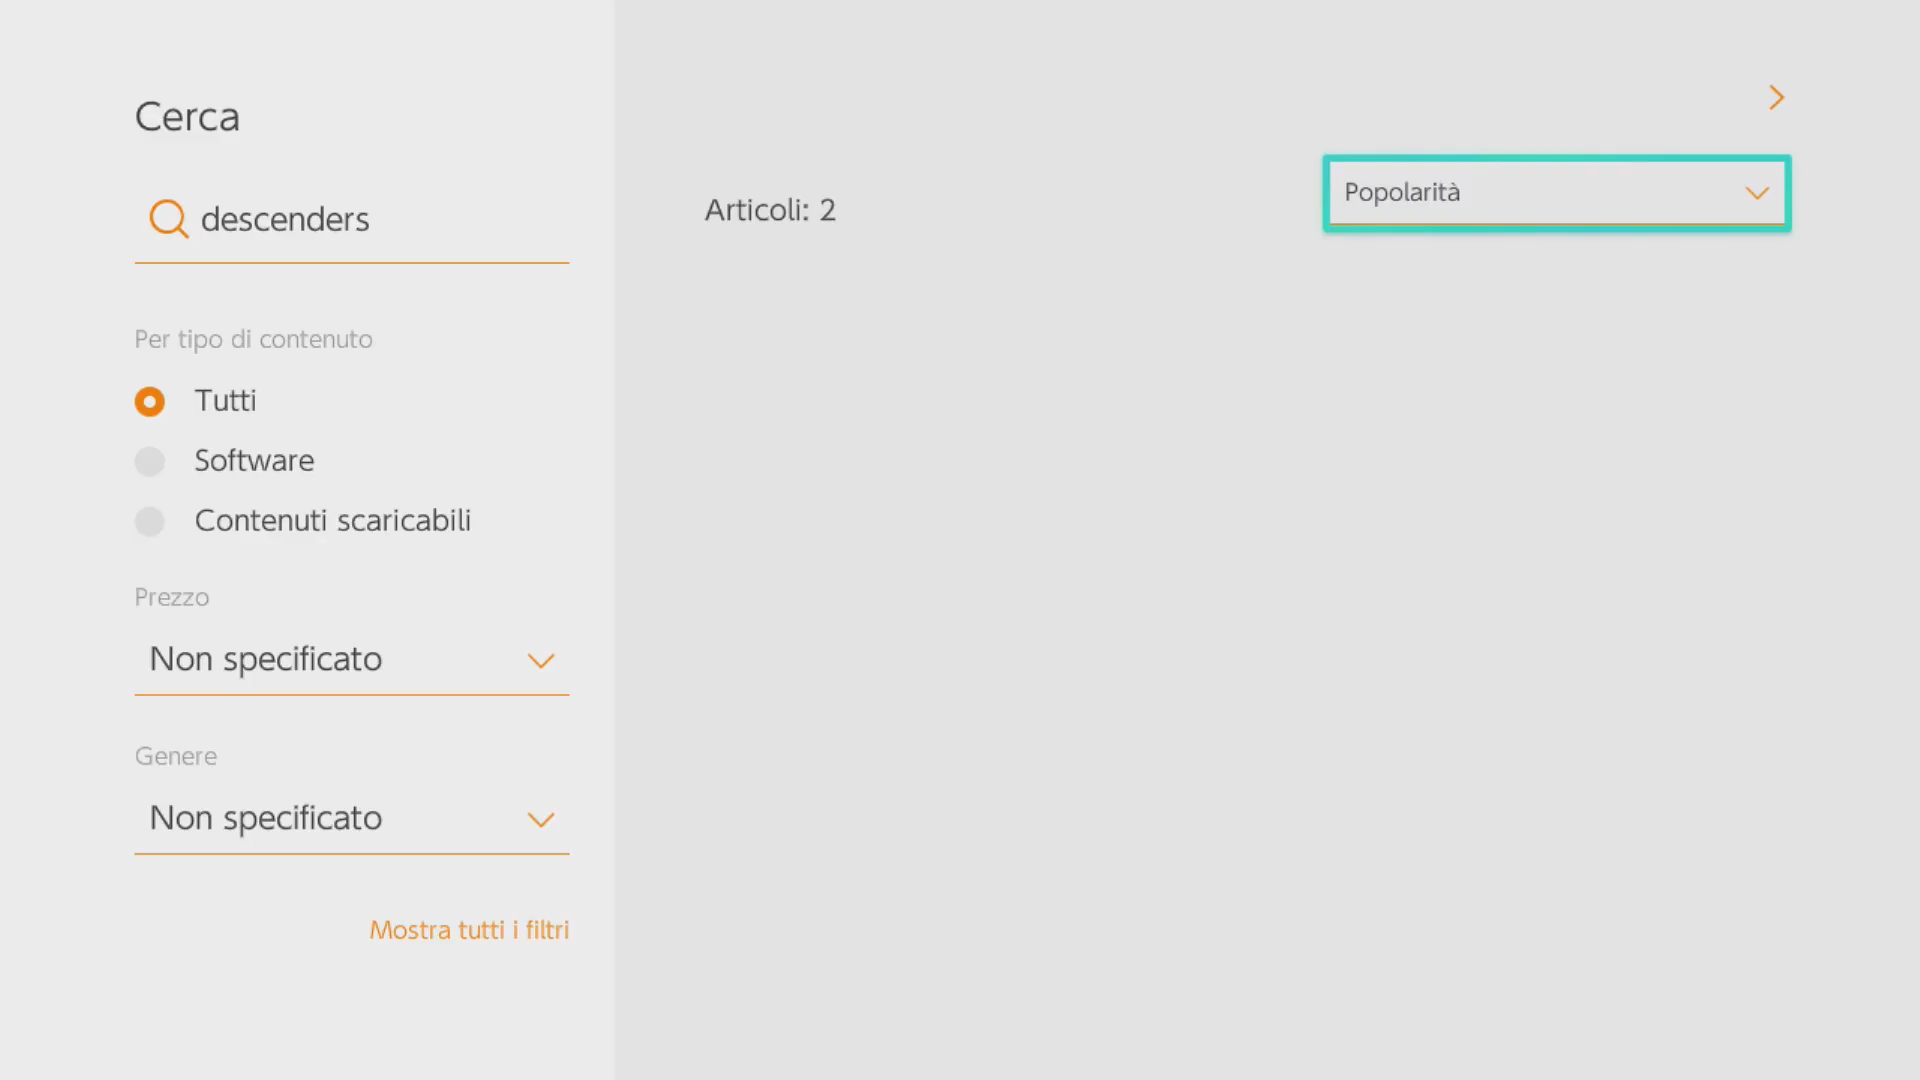 Cerca
descenders
Per tipo di contenuto
Tutti
Software
Contenuti scaricabili
Prezzo
Non specificato
Genere
Non specificato
Mostra tutti i filtri
Articoli: 2
Popolarità